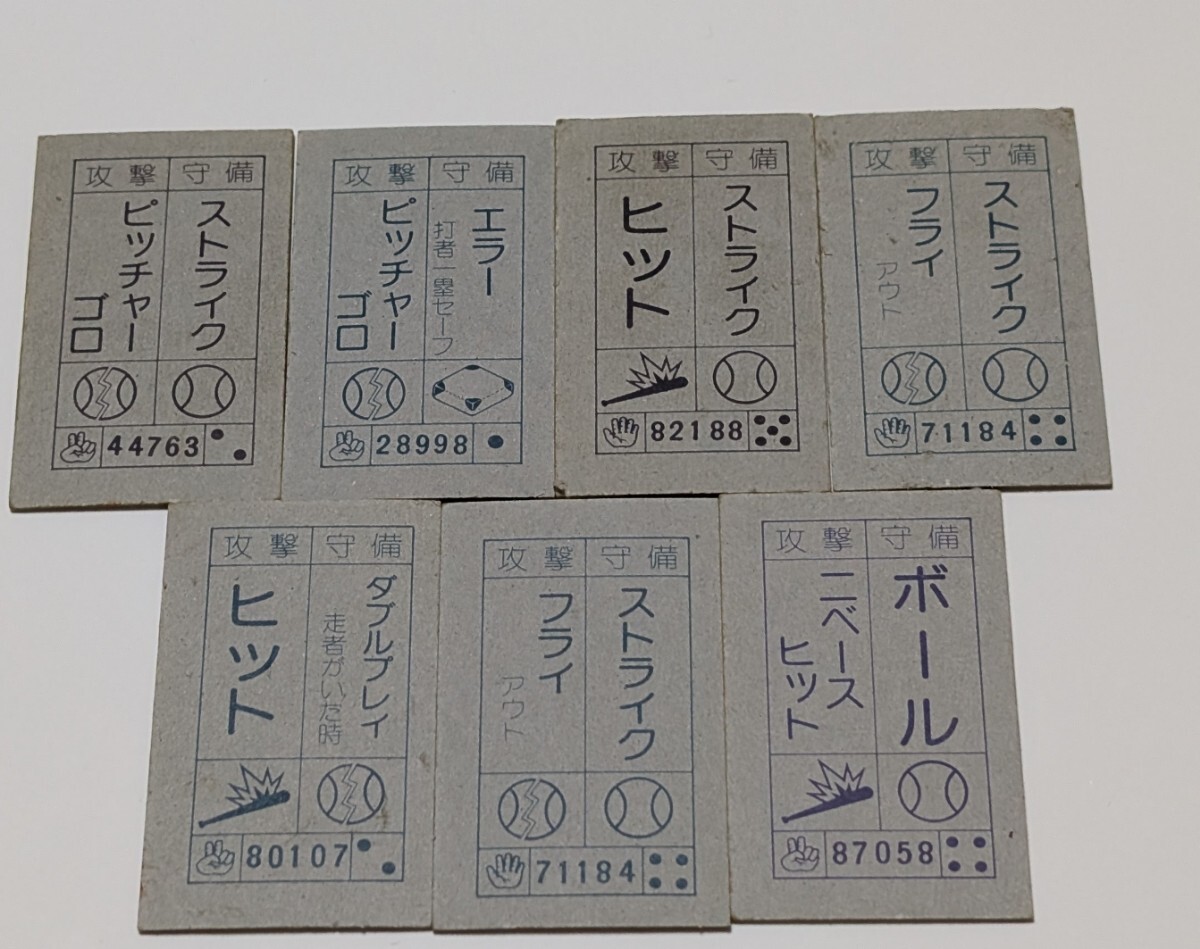 攻撃 守備
ストライク
ピッチャー
ゴロ
44763
攻撃 守備
エラー
打者一塁セーフ
ピッチャー
ゴロ
28998
攻撃 守備
ストライク
ヒット
82188
攻撃 守備
ストライク
フライ
アウト
71184
攻撃 守備
ダブルプレイ
走者がいた時
ヒット
80107
攻撃 守備
ストライク
フライ
アウト
71184
攻撃 守備
ボール
二ベース
ヒット
87058